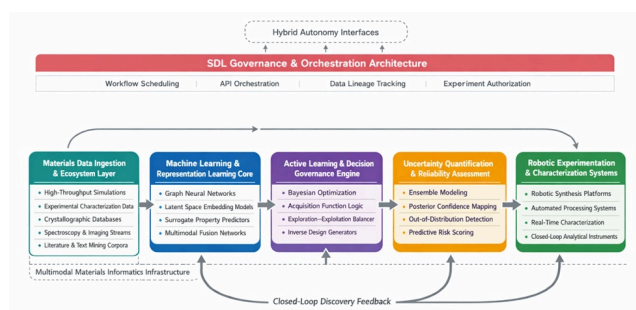 Hybrid Autonomy Interfaces
SDL Governance & Orchestration Architecture
Workflow Scheduling
API Orchestration
Data Lineage Tracking
Experiment Authorization
Materials Data Ingestion
& Ecosystem Layer
• High-Throughput Simulations
• Experimental Characterization Data
• Crystallographic Databases
• Spectroscopy & Imaging Streams
• Literature & Text Mining Corpora
Machine Learning &
Representation Learning Core
• Graph Neural Networks
• Latent Space Embedding Models
• Surrogate Property Predictors
• Multimodal Fusion Networks
Active Learning & Decision
Governance Engine
• Bayesian Optimization
• Acquisition Function Logic
• Exploration–Exploitation Balancer
• Inverse Design Generators
Uncertainty Quantification
& Reliability Assessment
• Ensemble Modeling
• Posterior Confidence Mapping
• Out-of-Distribution Detection
• Predictive Risk Scoring
Robotic Experimentation
& Characterization Systems
• Robotic Synthesis Platforms
• Automated Processing Systems
• Real-Time Characterization
• Closed-Loop Analytical Instruments
Multimodal Materials Informatics Infrastructure
Closed-Loop Discovery Feedback